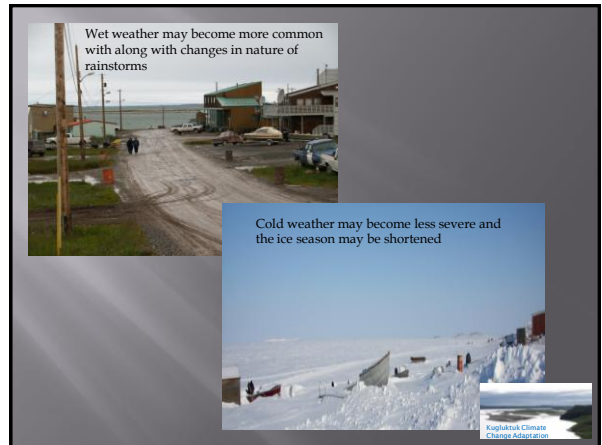 Wet weather may become more common
with along with changes in nature of
rainstorms
Cold weather may become less severe and
the ice season may be shortened
Kugluktuk Climate
Change Adaptation